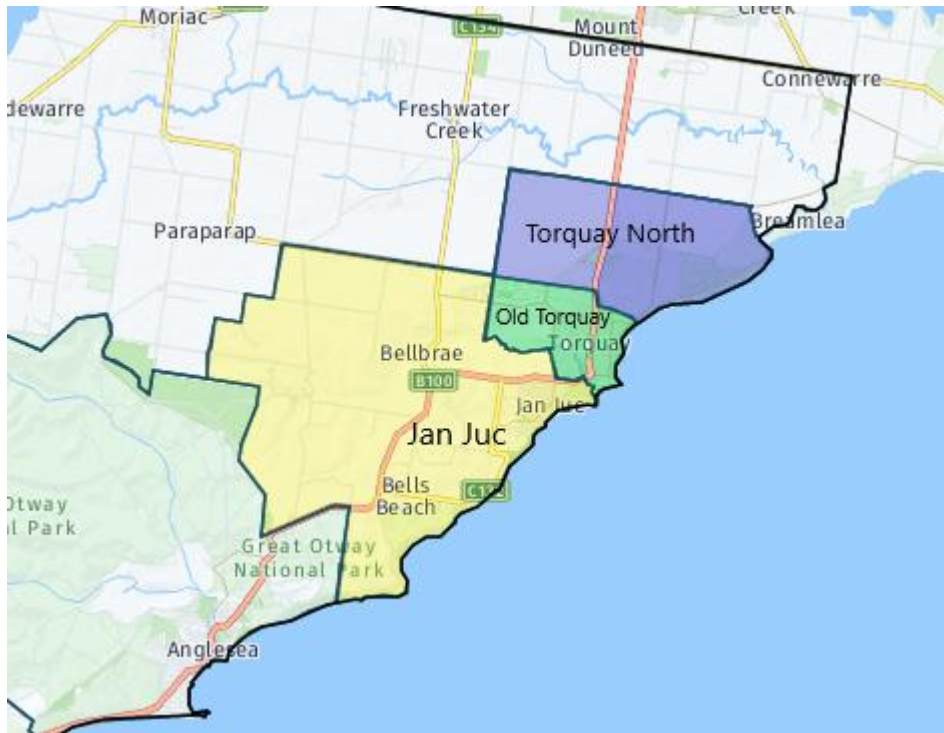 Moriac
C134
Creek
Mount
Duneed
Connewarre
dewarre
Freshwater
Creek
Paraparap
Torquay North
Breamlea
Old Torquay
Torquay
Bellbrae
B100
Jan Juc
Jan Juc
Bells
Beach
Otway
al Park
Great Otway
National Park
Anglesea